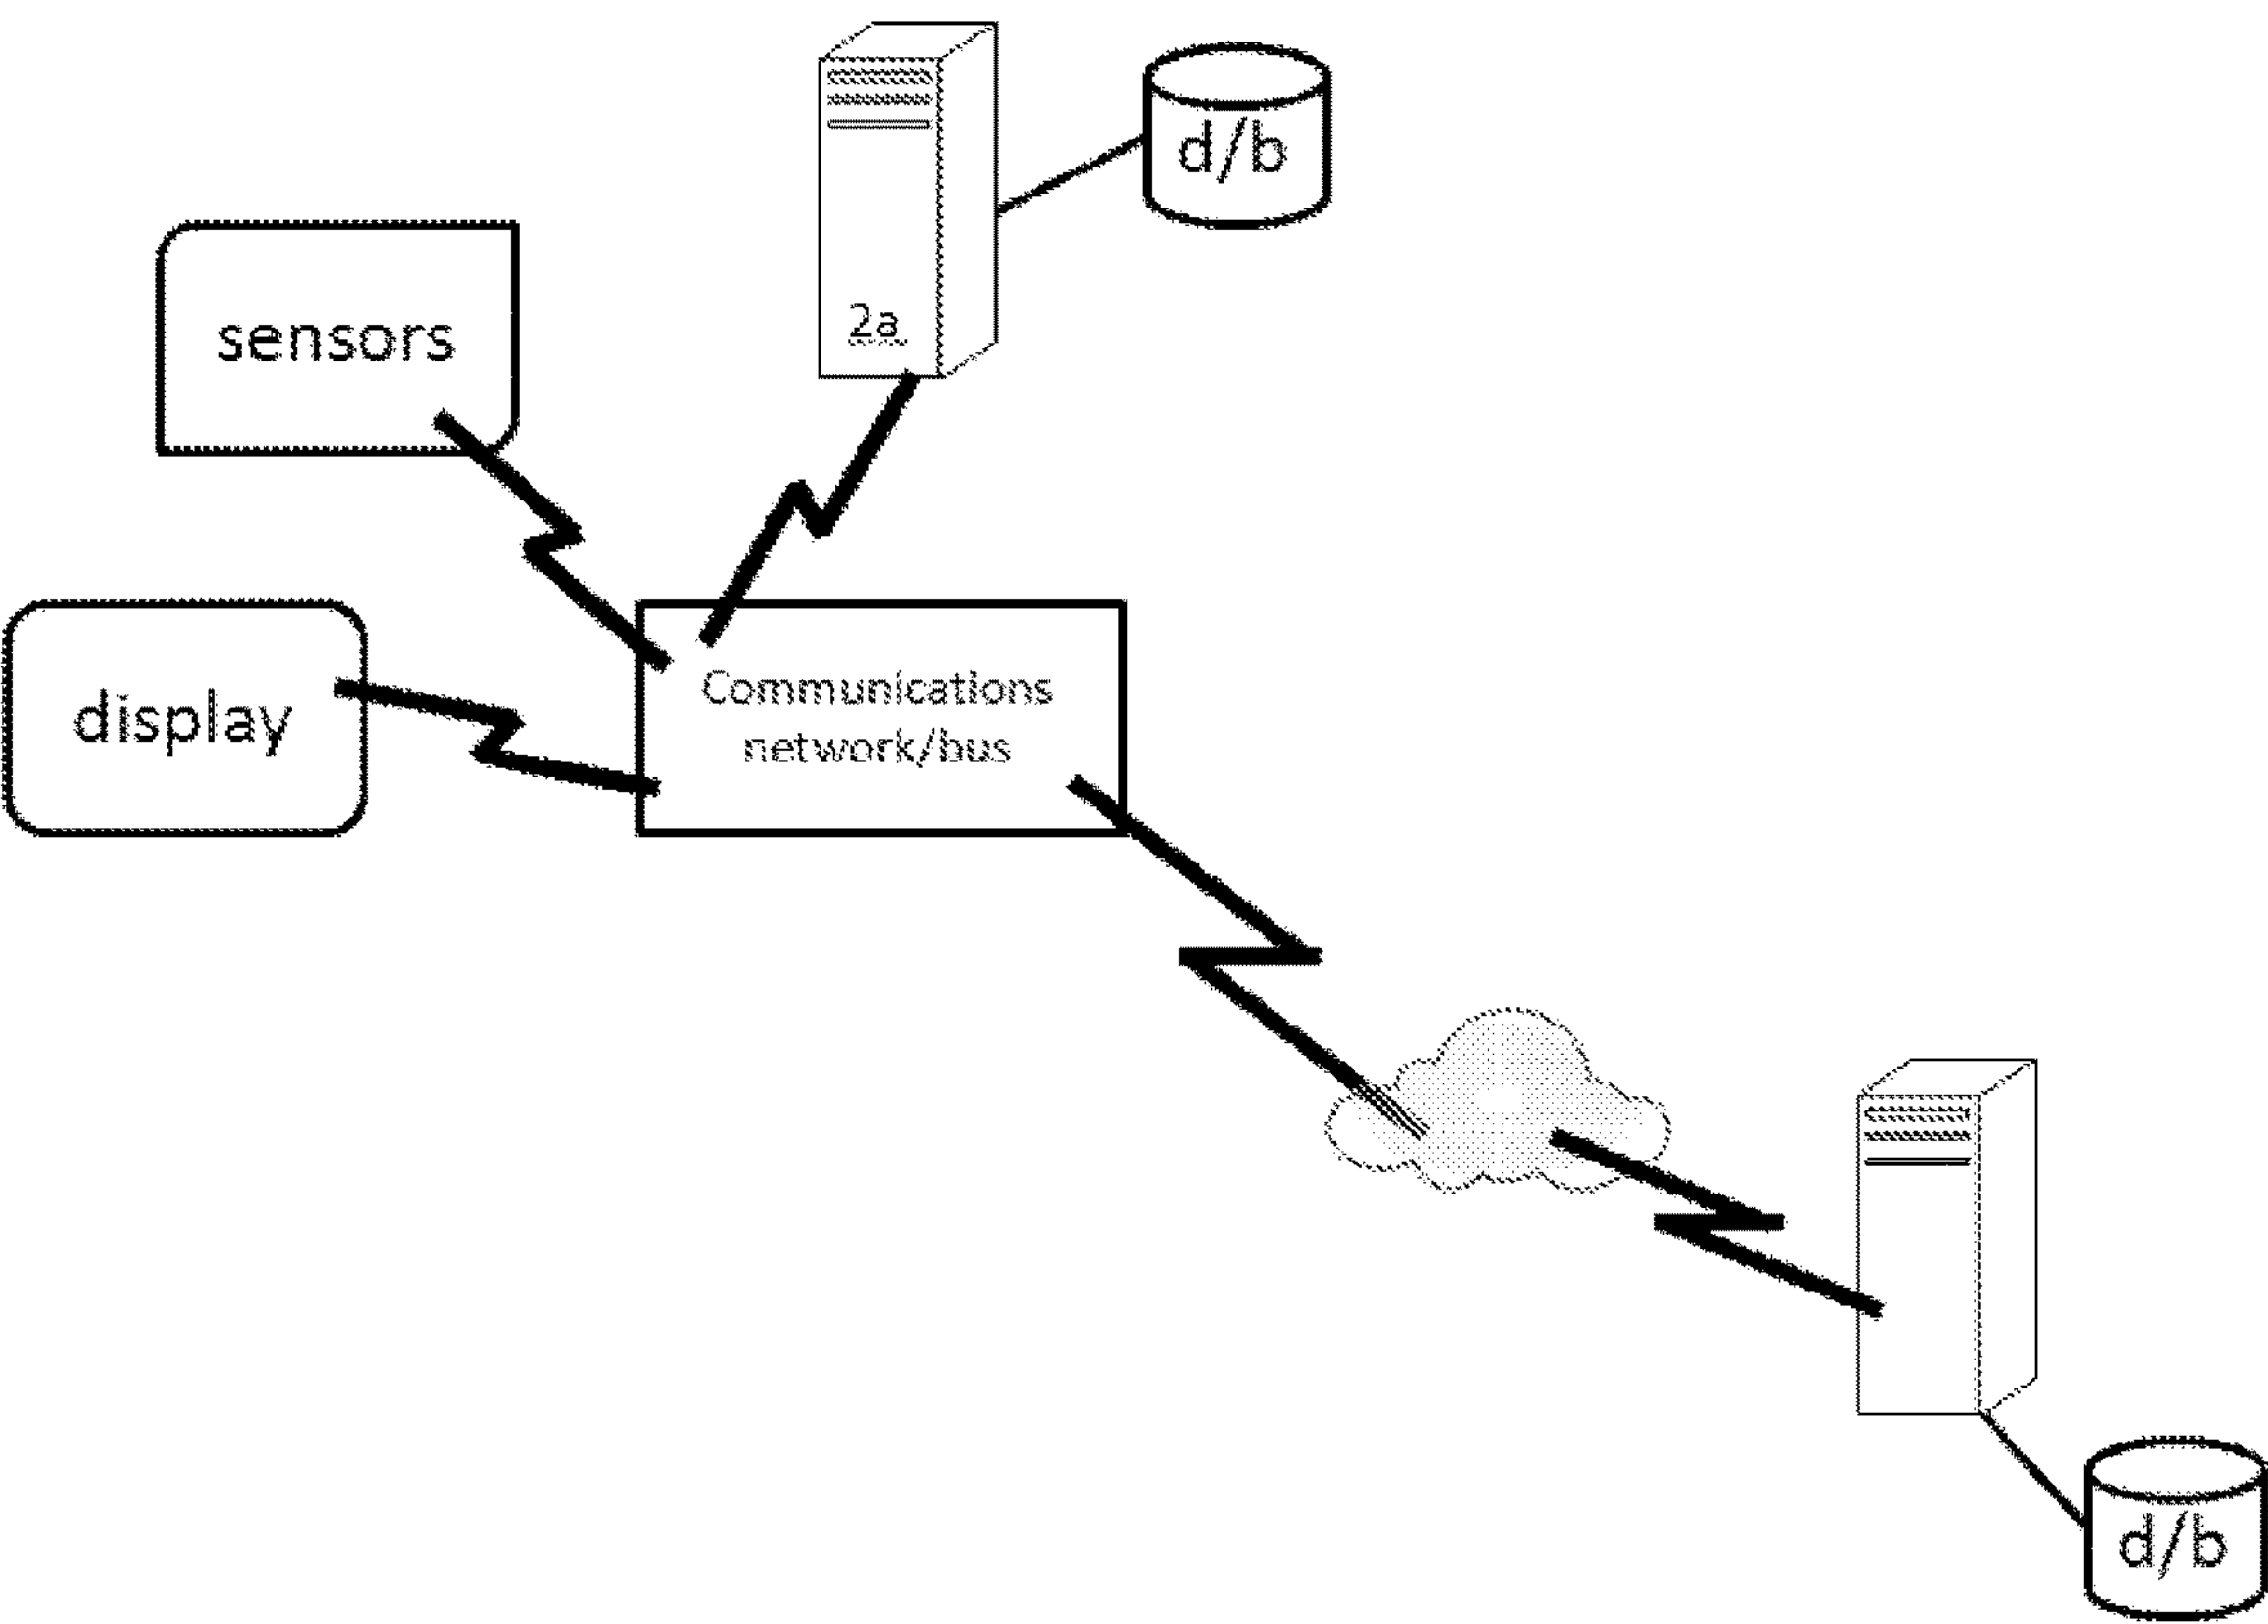 d/b
2a
sensors
display
Communications
network/bus
d/b